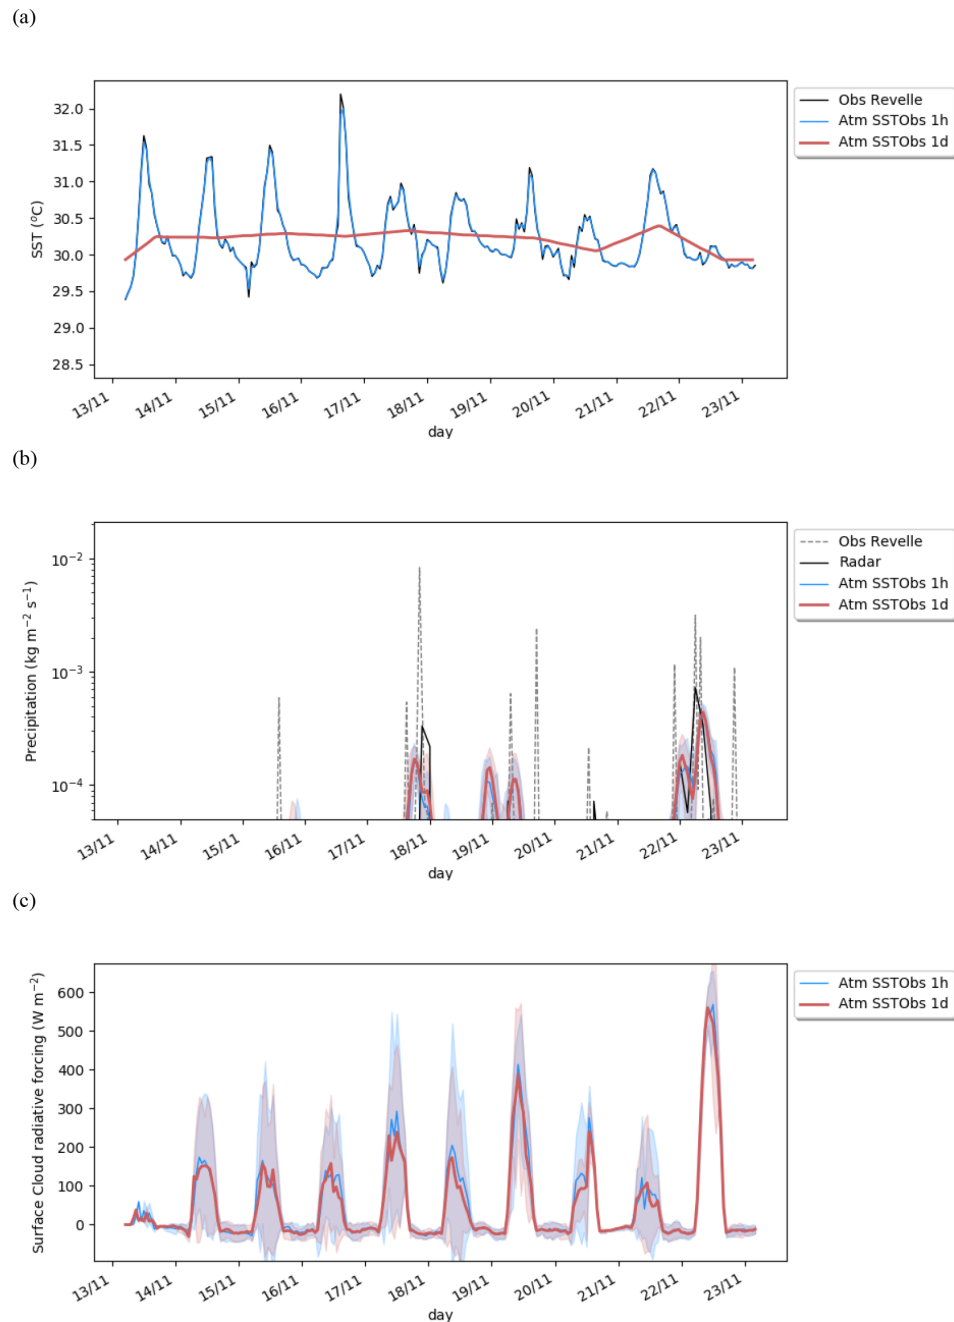 (a)
32.0
31.5
31.0
30.5
30.0
29.5
29.0
28.5
SST (°C)
13/11
14/11
15/11
16/11
17/11
18/11
19/11
20/11
21/11
22/11
23/11
day
Obs Revelle
Atm SSTObs 1h
Atm SSTObs 1d
(b)
10⁻²
10⁻³
10⁻⁴
Precipitation (kg m⁻² s⁻¹)
13/11
14/11
15/11
16/11
17/11
18/11
19/11
20/11
21/11
22/11
23/11
day
Obs Revelle
Radar
Atm SSTObs 1h
Atm SSTObs 1d
(c)
600
500
400
300
200
100
0
Surface Cloud radiative forcing (W m⁻²)
13/11
14/11
15/11
16/11
17/11
18/11
19/11
20/11
21/11
22/11
23/11
day
Atm SSTObs 1h
Atm SSTObs 1d